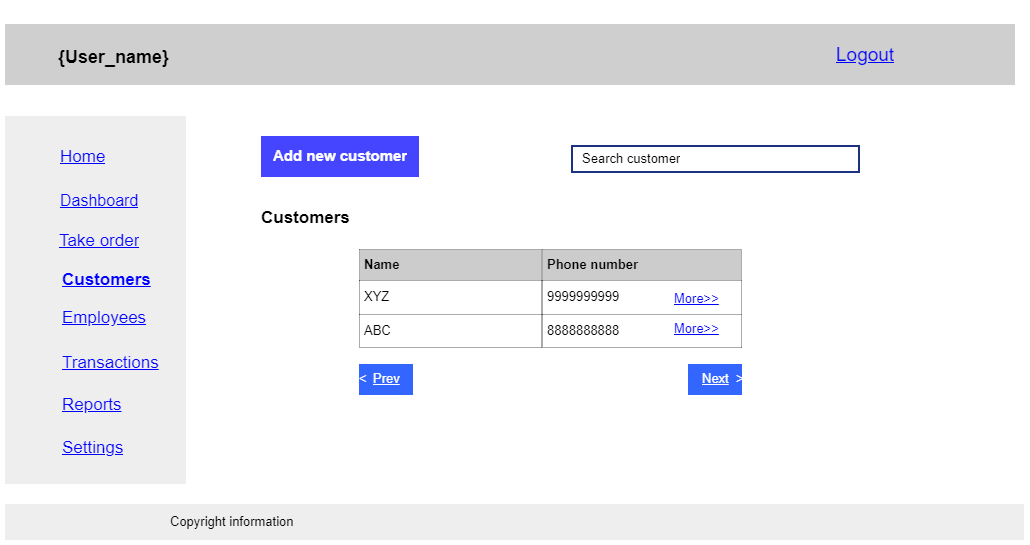 {User_name}
Logout
Home
Dashboard
Take order
Customers
Employees
Transactions
Reports
Settings
Add new customer
Search customer
Customers
Name Phone number
XYZ 9999999999 More>>
ABC 8888888888 More>>
< Prev Next >
Copyright information